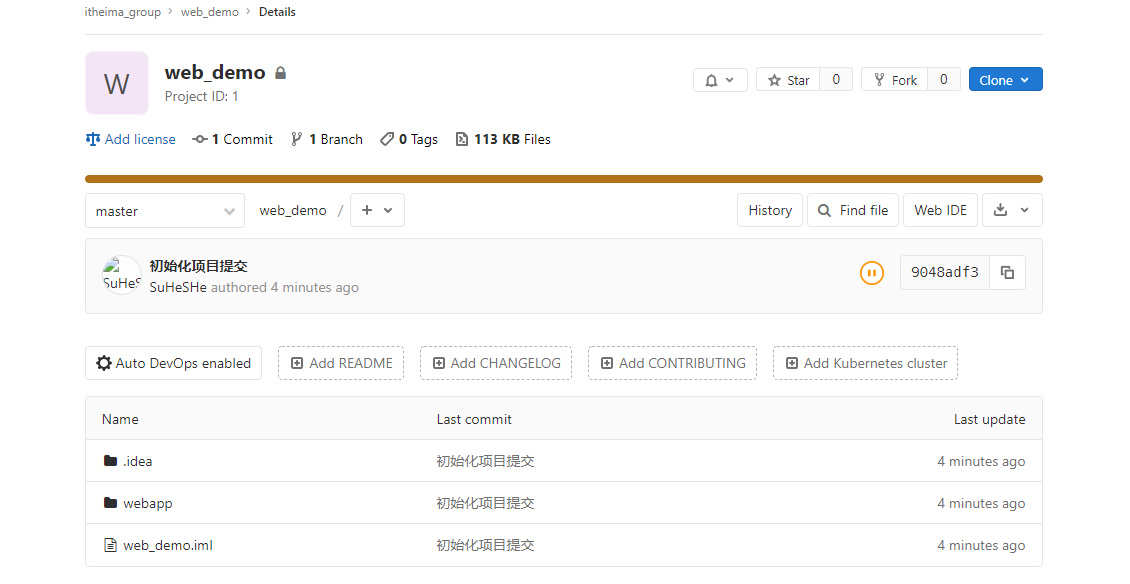 itheima_group > web_demo > Details
W
web_demo
Project ID: 1
Star 0 Fork 0 Clone
Add license 1 Commit 1 Branch 0 Tags 113 KB Files
master web_demo / + History Find file Web IDE
SuHeS
初始化项目提交
SuHeSHe authored 4 minutes ago
9048adf3
Auto DevOps enabled Add README Add CHANGELOG Add CONTRIBUTING Add Kubernetes cluster
Name Last commit Last update
.idea 初始化项目提交 4 minutes ago
webapp 初始化项目提交 4 minutes ago
web_demo.iml 初始化项目提交 4 minutes ago